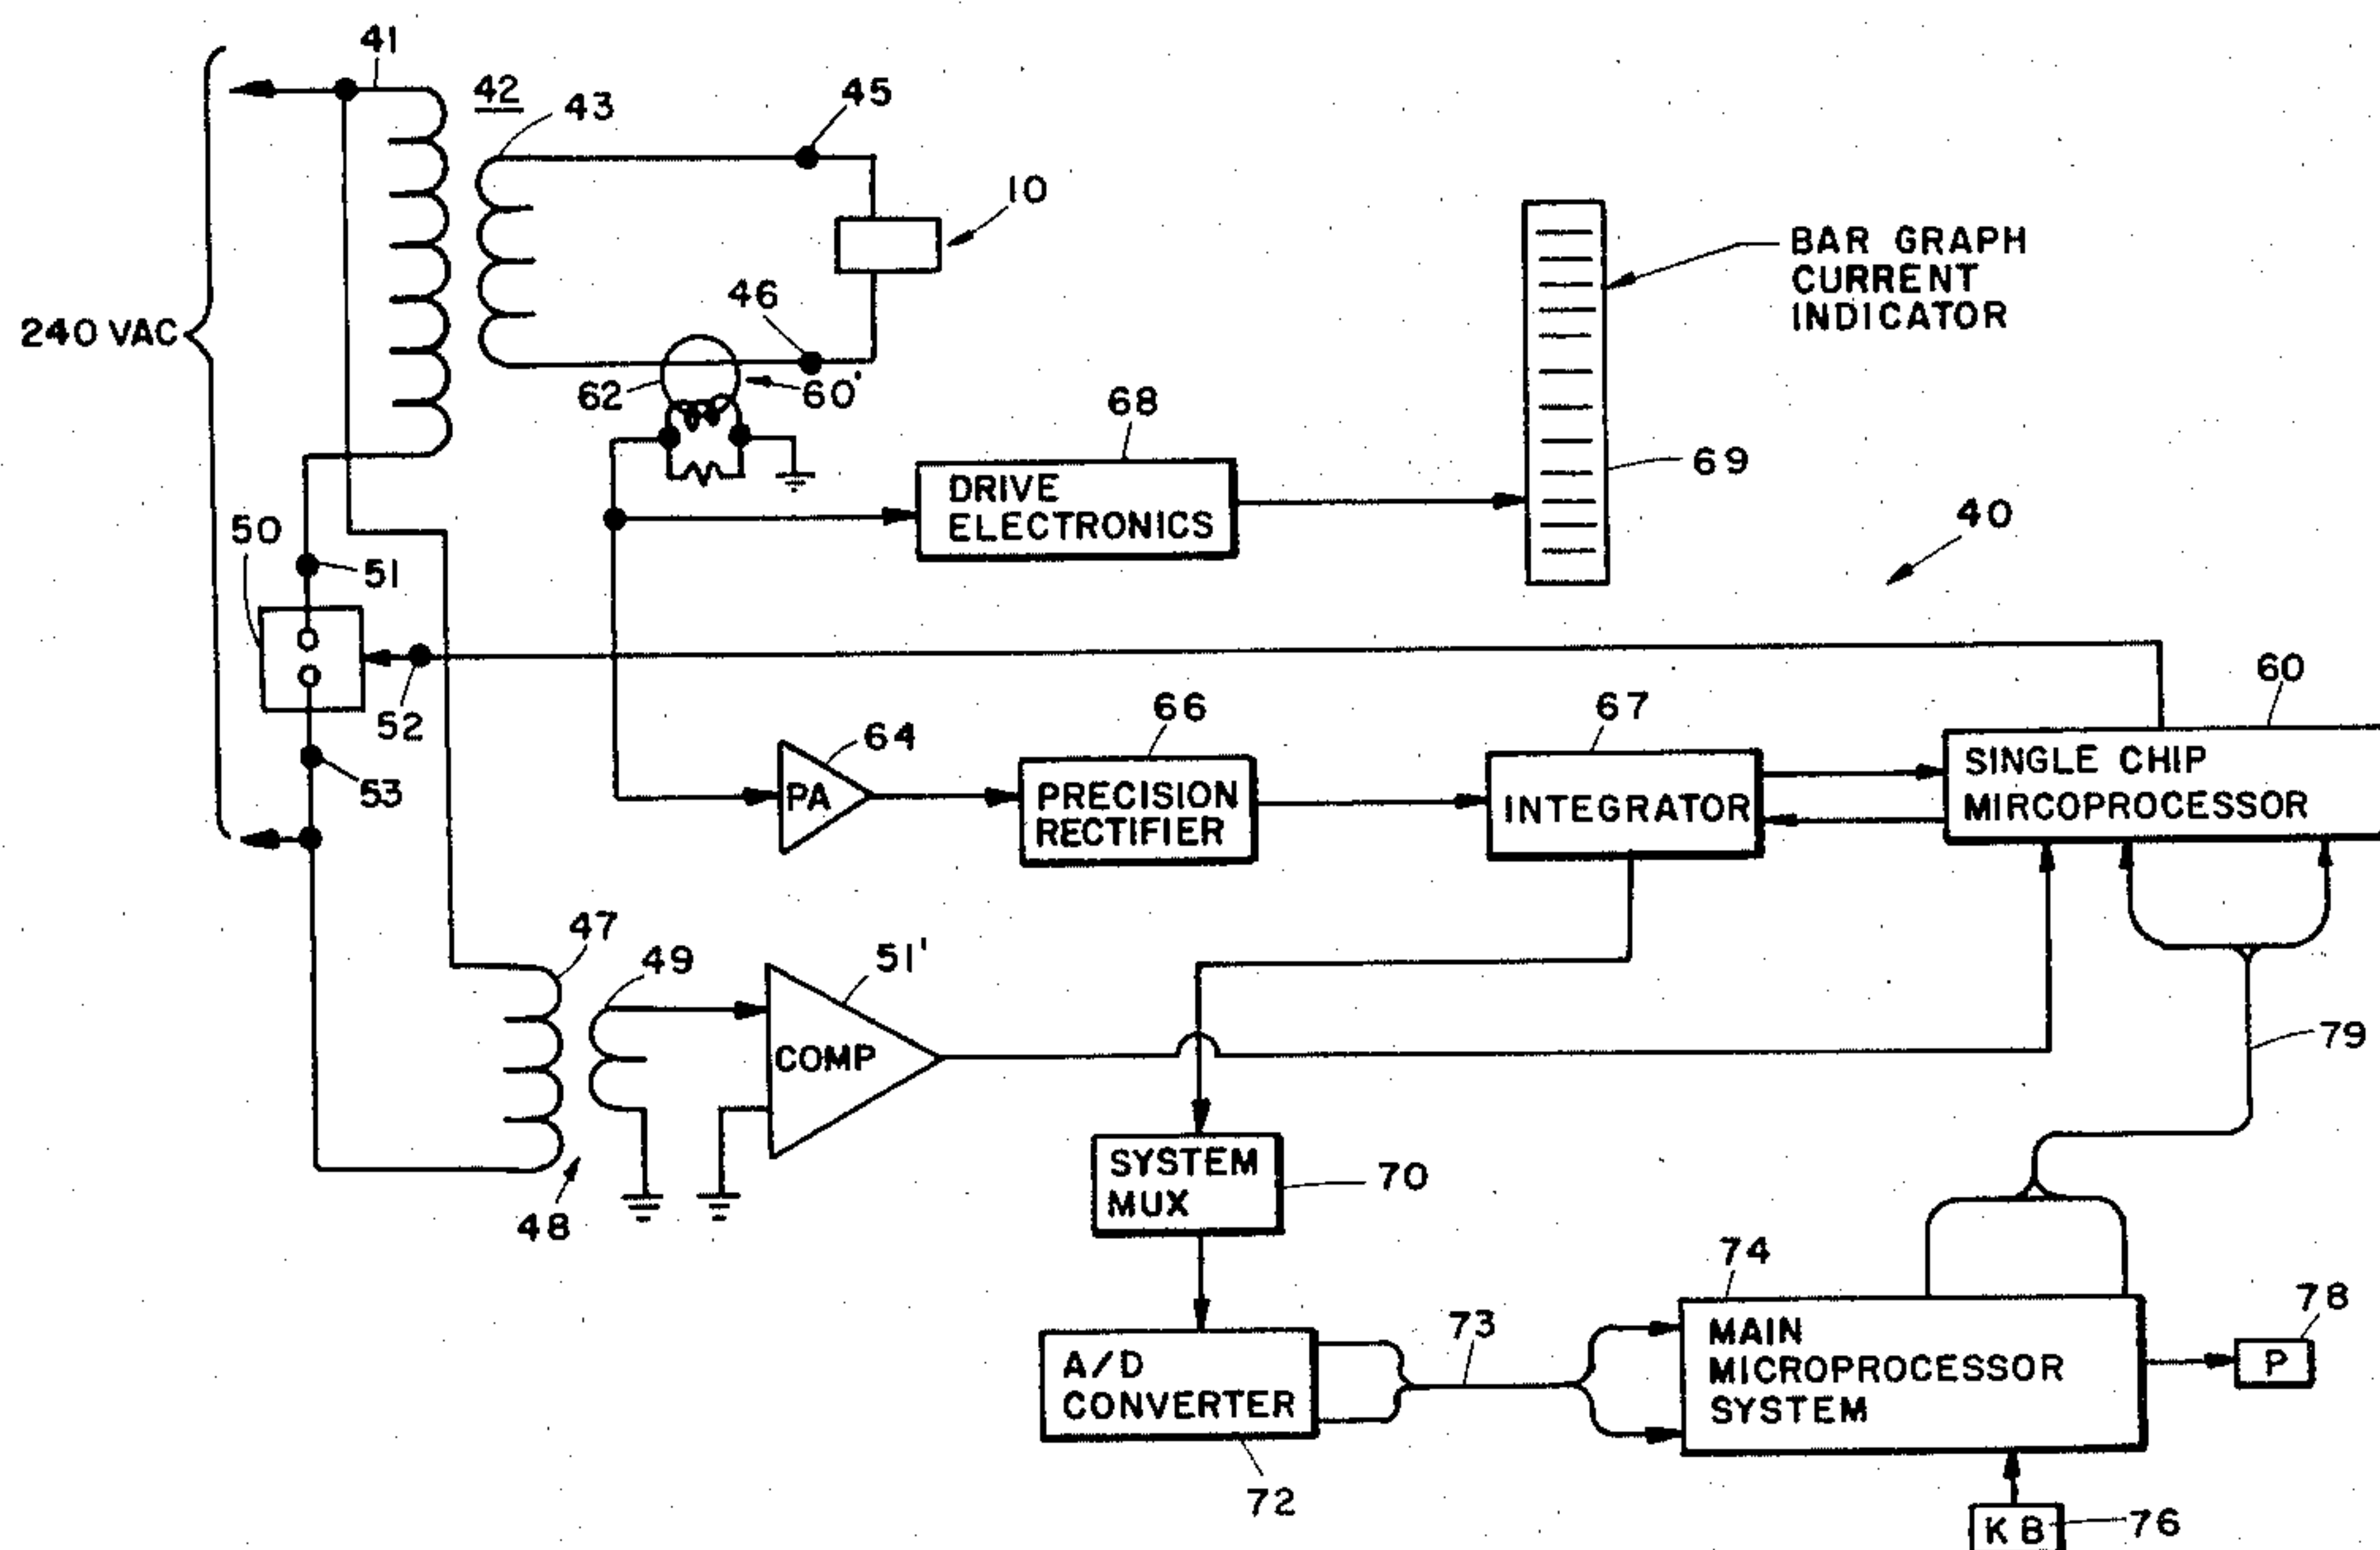 41
42
43
45
10
240 VAC
46
62
60'
BAR GRAPH
CURRENT
INDICATOR
68
DRIVE
ELECTRONICS
69
40
50
51
52
53
64
PA
66
PRECISION
RECTIFIER
67
INTEGRATOR
60
SINGLE CHIP
MIRCOPROCESSOR
47
49
48
51'
COMP
79
SYSTEM
MUX
70
A/D
CONVERTER
72
73
74
MAIN
MICROPROCESSOR
SYSTEM
78
P
KB
76